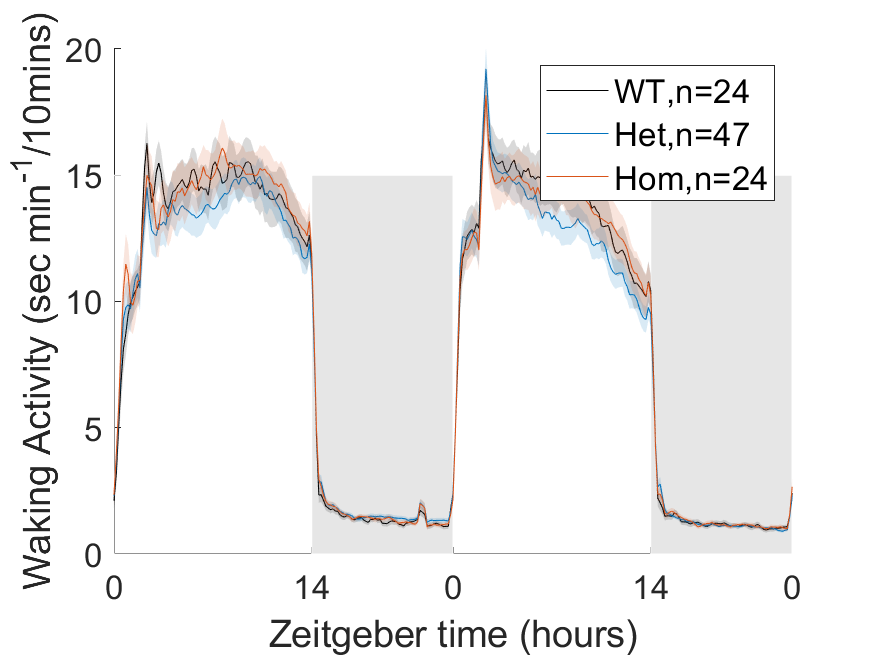 Waking Activity (sec min⁻¹/10mins)
20
15
10
5
0
WT,n=24
Het,n=47
Hom,n=24
0 14 0 14 0
Zeitgeber time (hours)